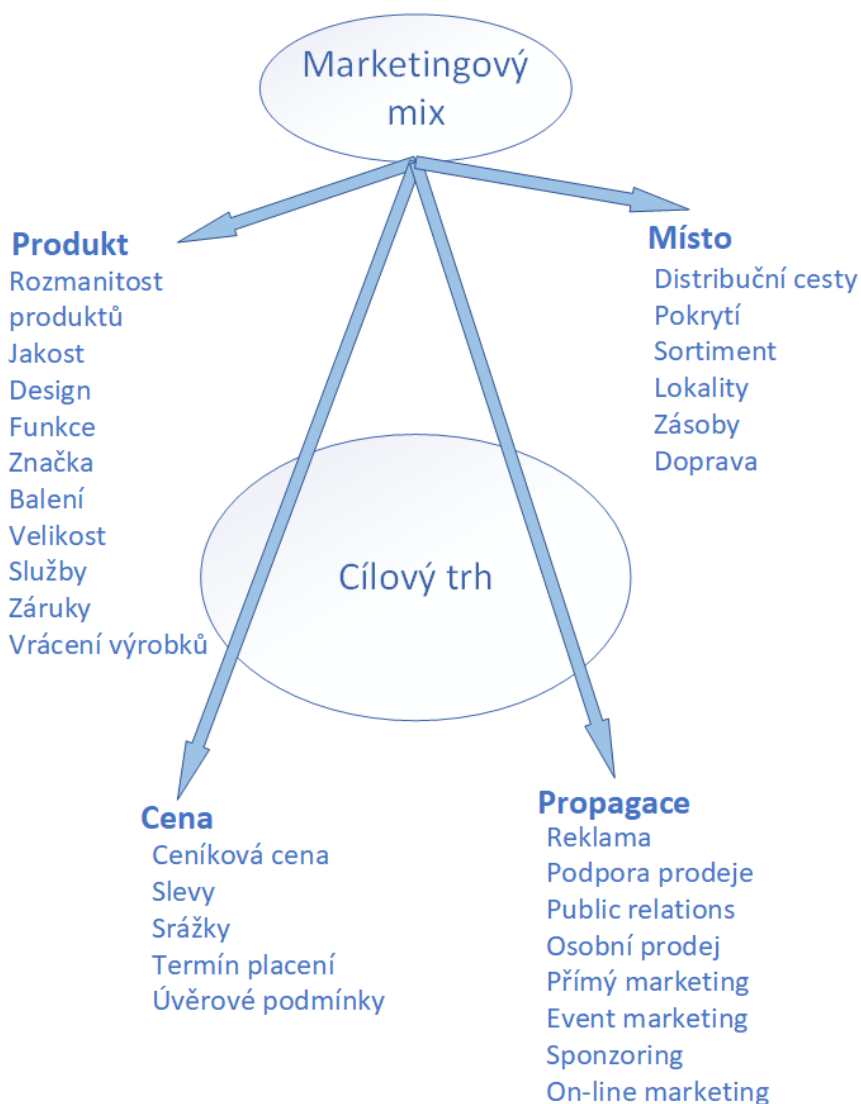 Marketingový
mix
Produkt
Rozmanitost
produktů
Jakost
Design
Funkce
Značka
Balení
Velikost
Služby
Záruky
Vrácení výrobků
Místo
Distribuční cesty
Pokrytí
Sortiment
Lokality
Zásoby
Doprava
Cílový trh
Cena
Ceníková cena
Slevy
Srážky
Termín placení
Úvěrové podmínky
Propagace
Reklama
Podpora prodeje
Public relations
Osobní prodej
Přímý marketing
Event marketing
Sponzoring
On-line marketing